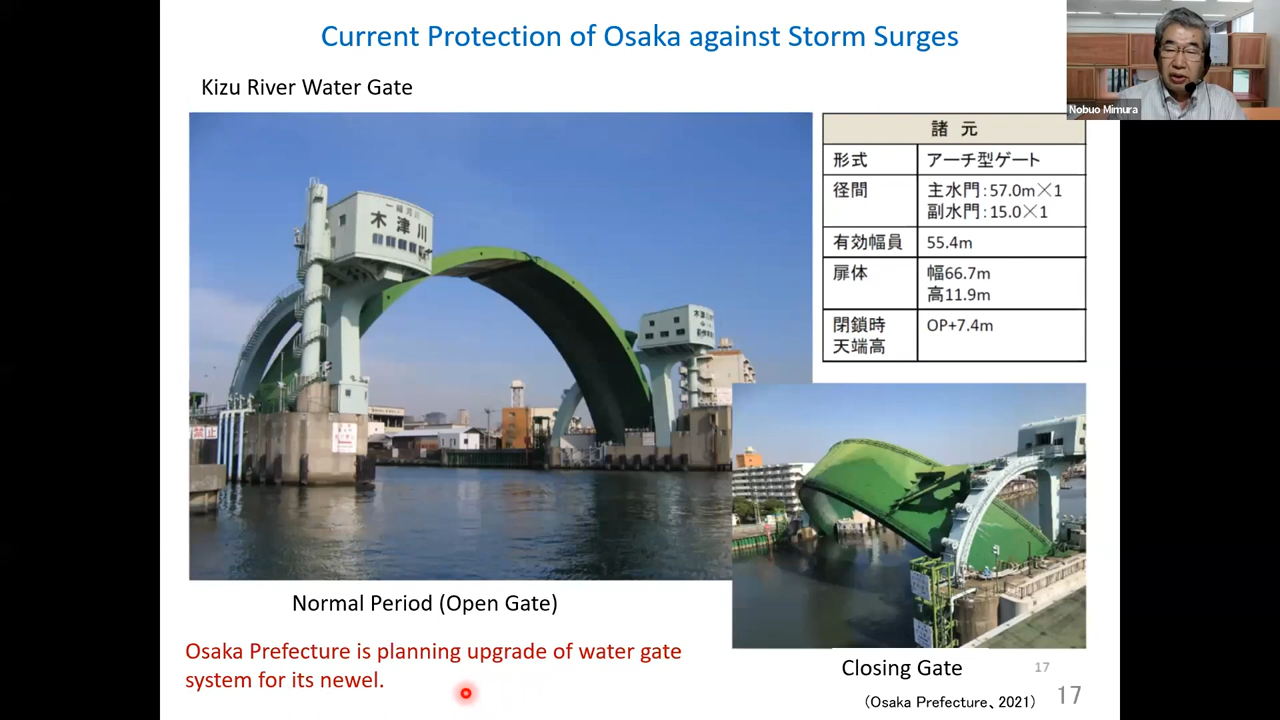 Current Protection of Osaka against Storm Surges
Nobuo Mimura
Kizu River Water Gate
諸 元
形式 アーチ型ゲート
径間 主水門:57.0m×1
副水門:15.0×1
有効幅員 55.4m
扉体 幅66.7m
高11.9m
閉鎖時 OP+7.4m
天端高
木津川
禁止
Normal Period (Open Gate)
Osaka Prefecture is planning upgrade of water gate
system for its newel.
Closing Gate
17
(Osaka Prefecture、2021)
17